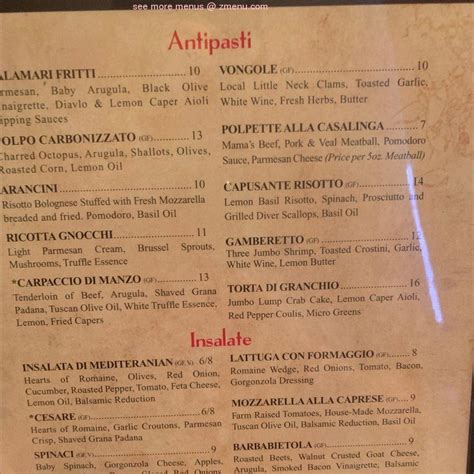 see more menus @ zmenu.com
Antipasti
ALAMARI FRITTI 10
armesan, Baby Arugula, Black Olive
inaigrette, Diavlo & Lemon Caper Aioli
ipping Sauces
POLPO CARBONIZZATO (GF) 13
Charred Octopus, Arugula, Shallots, Olives,
Roasted Corn, Lemon Oil
ARANCINI 10
Risotto Bolognese Stuffed with Fresh Mozzarella
breaded and fried. Pomodoro, Basil Oil
RICOTTA GNOCCHI 11
Light Parmesan Cream, Brussel Sprouts,
Mushrooms, Truffle Essence
*CARPACCIO DI MANZO (GF) 13
Tenderloin of Beef, Arugula, Shaved Grana
Padana, Tuscan Olive Oil, White Truffle Essence,
Lemon, Fried Capers
VONGOLE (GF) 10
Local Little Neck Clams, Toasted Garlic,
White Wine, Fresh Herbs, Butter
POLPETTE ALLA CASALINGA 7
Mama's Beef, Pork & Veal Meatball, Pomodoro
Sauce, Parmesan Cheese (Price per 5oz. Meatball)
CAPUSANTE RISOTTO (GF) 14
Lemon Basil Risotto, Spinach, Prosciutto and
Grilled Diver Scallops, Basil Oil
GAMBERETTO (GF) 12
Three Jumbo Shrimp, Toasted Crostini, Garlic,
White Wine, Lemon Butter
TORTA DI GRANCHIO 16
Jumbo Lump Crab Cake, Lemon Caper Aioli,
Red Pepper Coulis, Micro Greens
Insalate
INSALATA DI MEDITERANIAN (GF,V) 6/8
Hearts of Romaine, Olives, Red Onion,
Cucumber, Roasted Pepper, Tomato, Feta Cheese,
Lemon Oil, Balsamic Reduction
*CESARE (GF) 6/8
Hearts of Romaine, Garlic Croutons, Parmesan
Crisp, Shaved Grana Padana
SPINACI (GF,V) 9
Baby Spinach, Gorgonzola Cheese, Apples,
Red Onions
LATTUGA CON FORMAGGIO (GF) 8
Romaine Wedge, Red Onions, Tomato, Bacon,
Gorgonzola Dressing
MOZZARELLA ALLA CAPRESE (GF) 9
Farm Raised Tomatoes, House-Made Mozzarella,
Tuscan Olive Oil, Basil, Balsamic Reduction
BARBABIETOLA (GF) 9
Roasted Beets, Walnut Crusted Goat Cheese,
Arugula, Smoked Bacon Vinaigrette, Balsamic